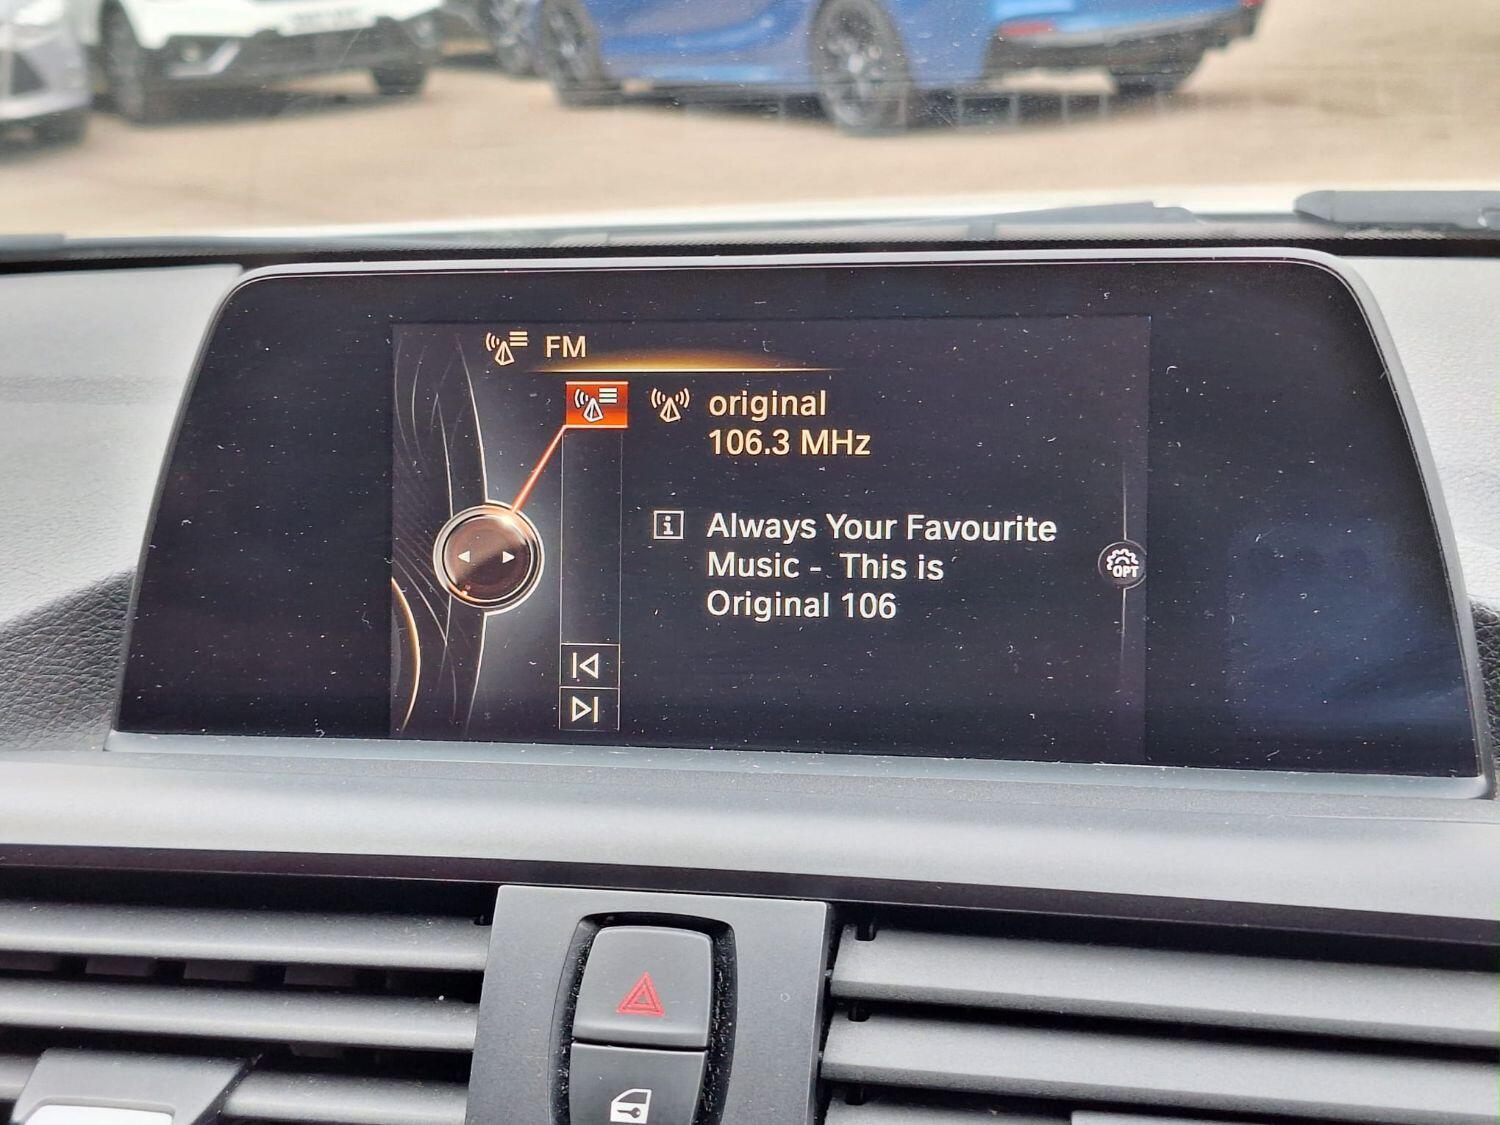 FM
original
106.3 MHz
Always Your Favourite
Music - This is
Original 106
OPT